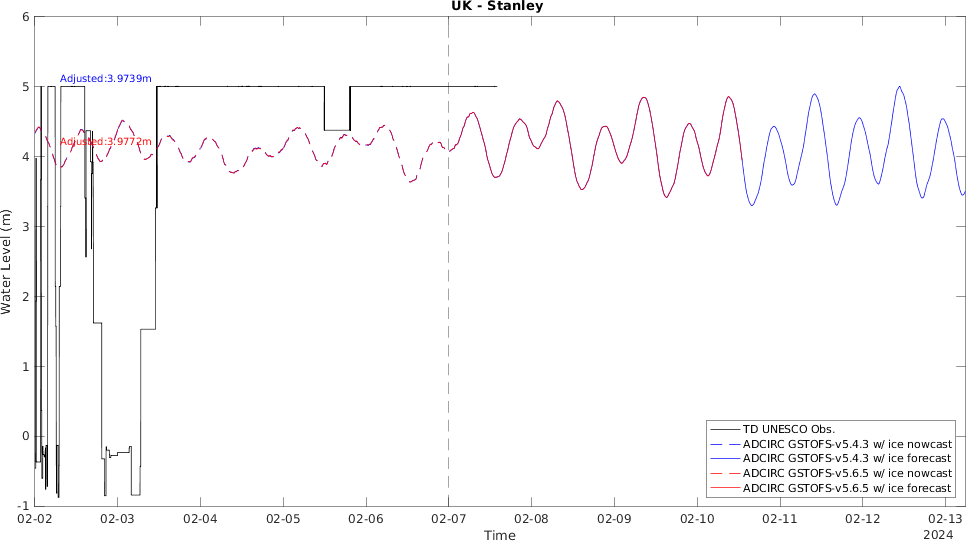 UK - Stanley
6
5
4
3
2
1
0
-1
Water Level (m)
Adjusted:3.9739m
Adjusted:3.9772m
TD UNESCO Obs.
ADCIRC GSTOFS-v5.4.3 w/ ice nowcast
ADCIRC GSTOFS-v5.4.3 w/ ice forecast
ADCIRC GSTOFS-v5.6.5 w/ ice nowcast
ADCIRC GSTOFS-v5.6.5 w/ ice forecast
02-02 02-03 02-04 02-05 02-06 02-07 02-08 02-09 02-10 02-11 02-12 02-13
Time
2024